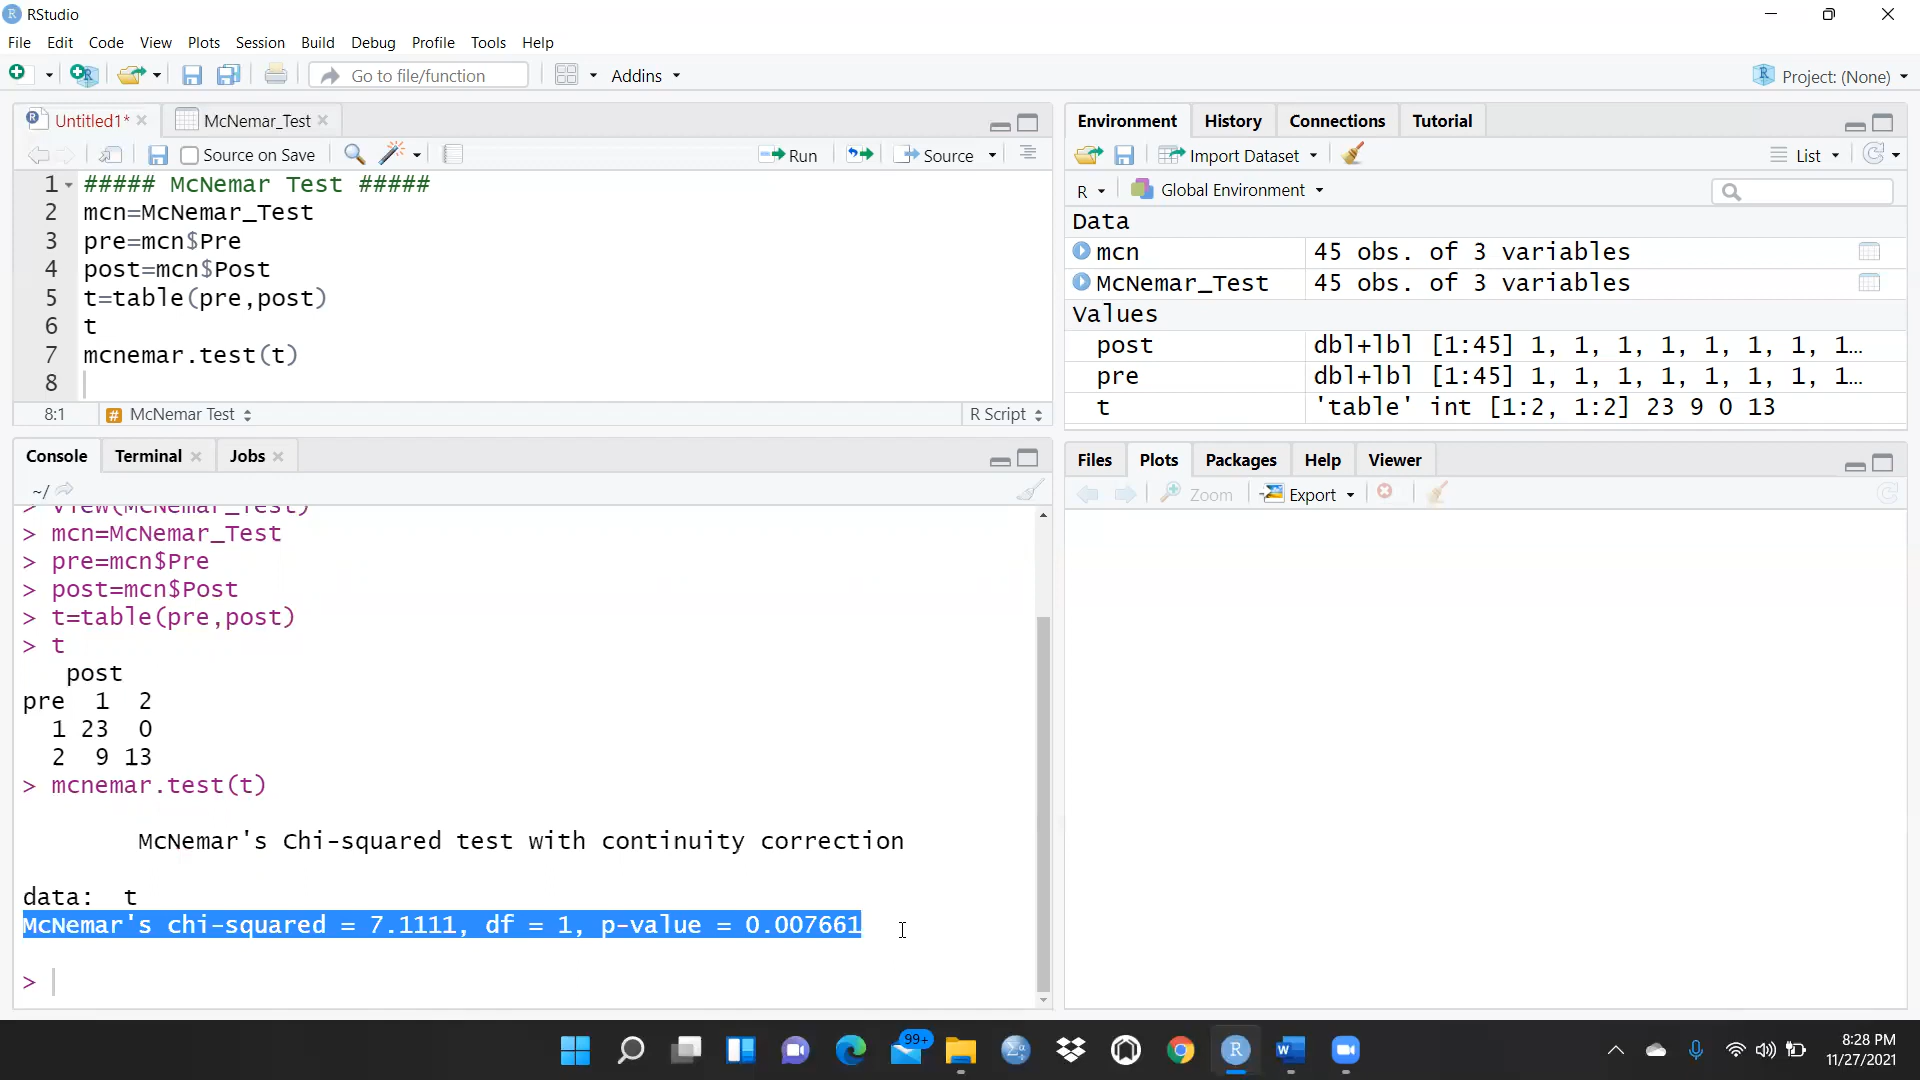 RStudio
File Edit Code View Plots Session Build Debug Profile Tools Help
Go to file/function Addins Project: (None)
Untitled1* McNemar_Test
Source on Save Run Source
1 ##### McNemar Test #####
2 mcn=McNemar_Test
3 pre=mcn$Pre
4 post=mcn$Post
5 t=table(pre,post)
6 t
7 mcnemar.test(t)
8
8:1 McNemar Test R Script
Console Terminal Jobs
~/
> View(McNemar_Test)
> mcn=McNemar_Test
> pre=mcn$Pre
> post=mcn$Post
> t=table(pre,post)
> t
post
pre 1 2
1 23 0
2 9 13
> mcnemar.test(t)
McNemar's Chi-squared test with continuity correction
data: t
McNemar's chi-squared = 7.1111, df = 1, p-value = 0.007661
>
Environment History Connections Tutorial
Import Dataset List
R Global Environment
Data
mcn 45 obs. of 3 variables
McNemar_Test 45 obs. of 3 variables
Values
post dbl+lbl [1:45] 1, 1, 1, 1, 1, 1, 1, 1…
pre dbl+lbl [1:45] 1, 1, 1, 1, 1, 1, 1, 1…
t 'table' int [1:2, 1:2] 23 9 0 13
Files Plots Packages Help Viewer
Zoom Export
99+
8:28 PM
11/27/2021